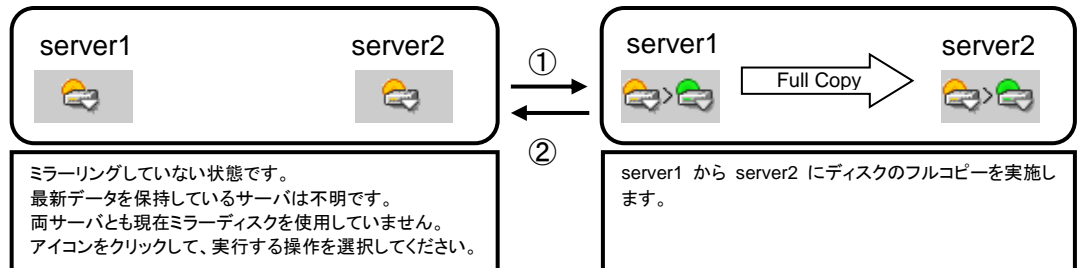 server1
server2
①
②
server1
server2
Full Copy
ミラーリングしていない状態です。
最新データを保持しているサーバは不明です。
両サーバとも現在ミラーディスクを使用していません。
アイコンをクリックして、実行する操作を選択してください。
server1 から server2 にディスクのフルコピーを実施し
ます。